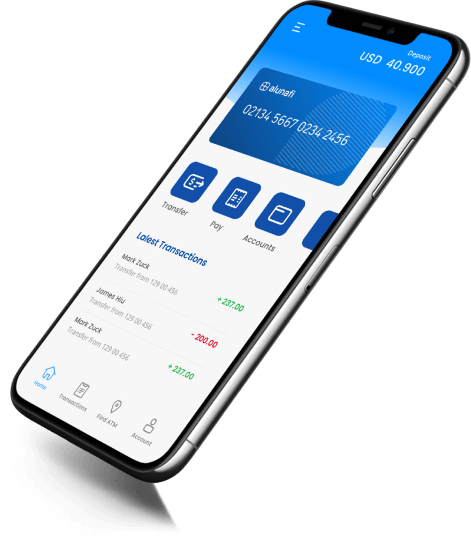 Deposit
USD 40.900
alunafi
02134 5667 0234 2456
Transfer
Pay
Accounts
Latest Transactions
Mark Zuck
Transfer from 129 00 456
+ 237.00
James Hiu
Transfer from 129 00 456
- 200.00
Mark Zuck
Transfer from 129 00 456
+ 237.00
Home
Transactions
Find ATM
Account